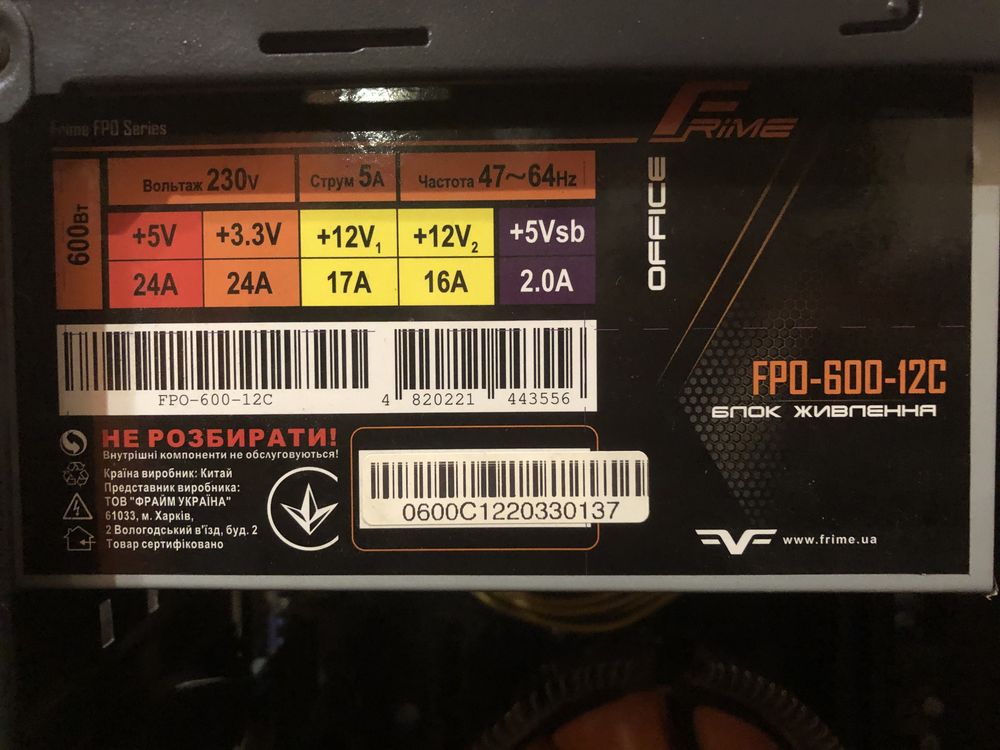 Frime FPO Series
FRIME
OFFICE
600Вт
Вольтаж 230V Струм 5A Частота 47~64Hz
+5V +3.3V +12V1 +12V2 +5Vsb
24A 24A 17A 16A 2.0A
FPO-600-12C 4 820221 443556
FPO-600-12C
БЛОК ЖИВЛЕННЯ
НЕ РОЗБИРАТИ!
Внутрішні компоненти не обслуговуються!
Країна виробник: Китай
Представник виробника:
ТОВ "ФРАЙМ УКРАЇНА"
61033, м. Харків,
2 Вологодський в'їзд, буд. 2
Товар сертифіковано
0600C1220330137
www.frime.ua